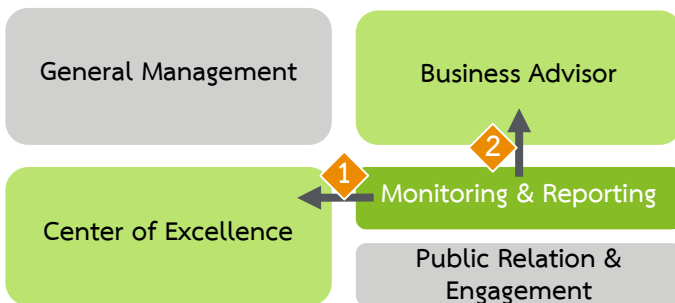 General Management
Business Advisor
2
1
Monitoring & Reporting
Center of Excellence
Public Relation &
Engagement